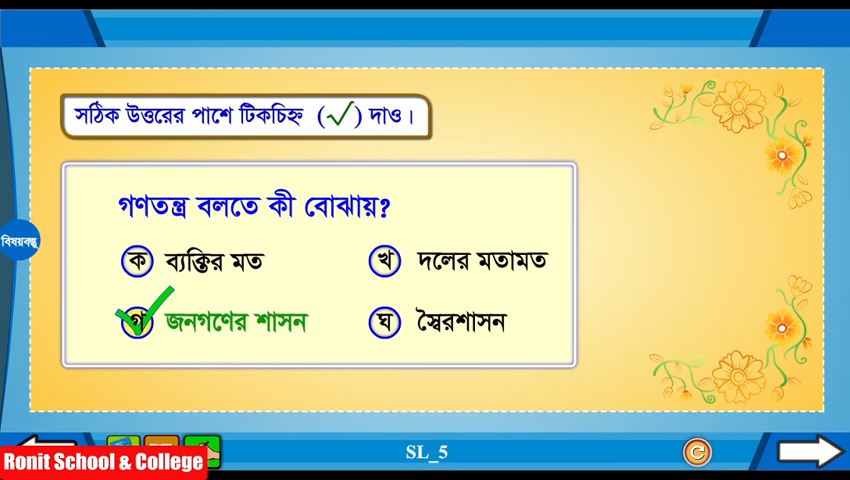 সঠিক উত্তরের পাশে টিকচিহ্ন (✓) দাও।
গণতন্ত্র বলতে কী বোঝায়?
ক ব্যক্তির মত
খ দলের মতামত
গ জনগণের শাসন
ঘ স্বৈরশাসন
বিষয়বস্তু
SL_5
Ronit School & College